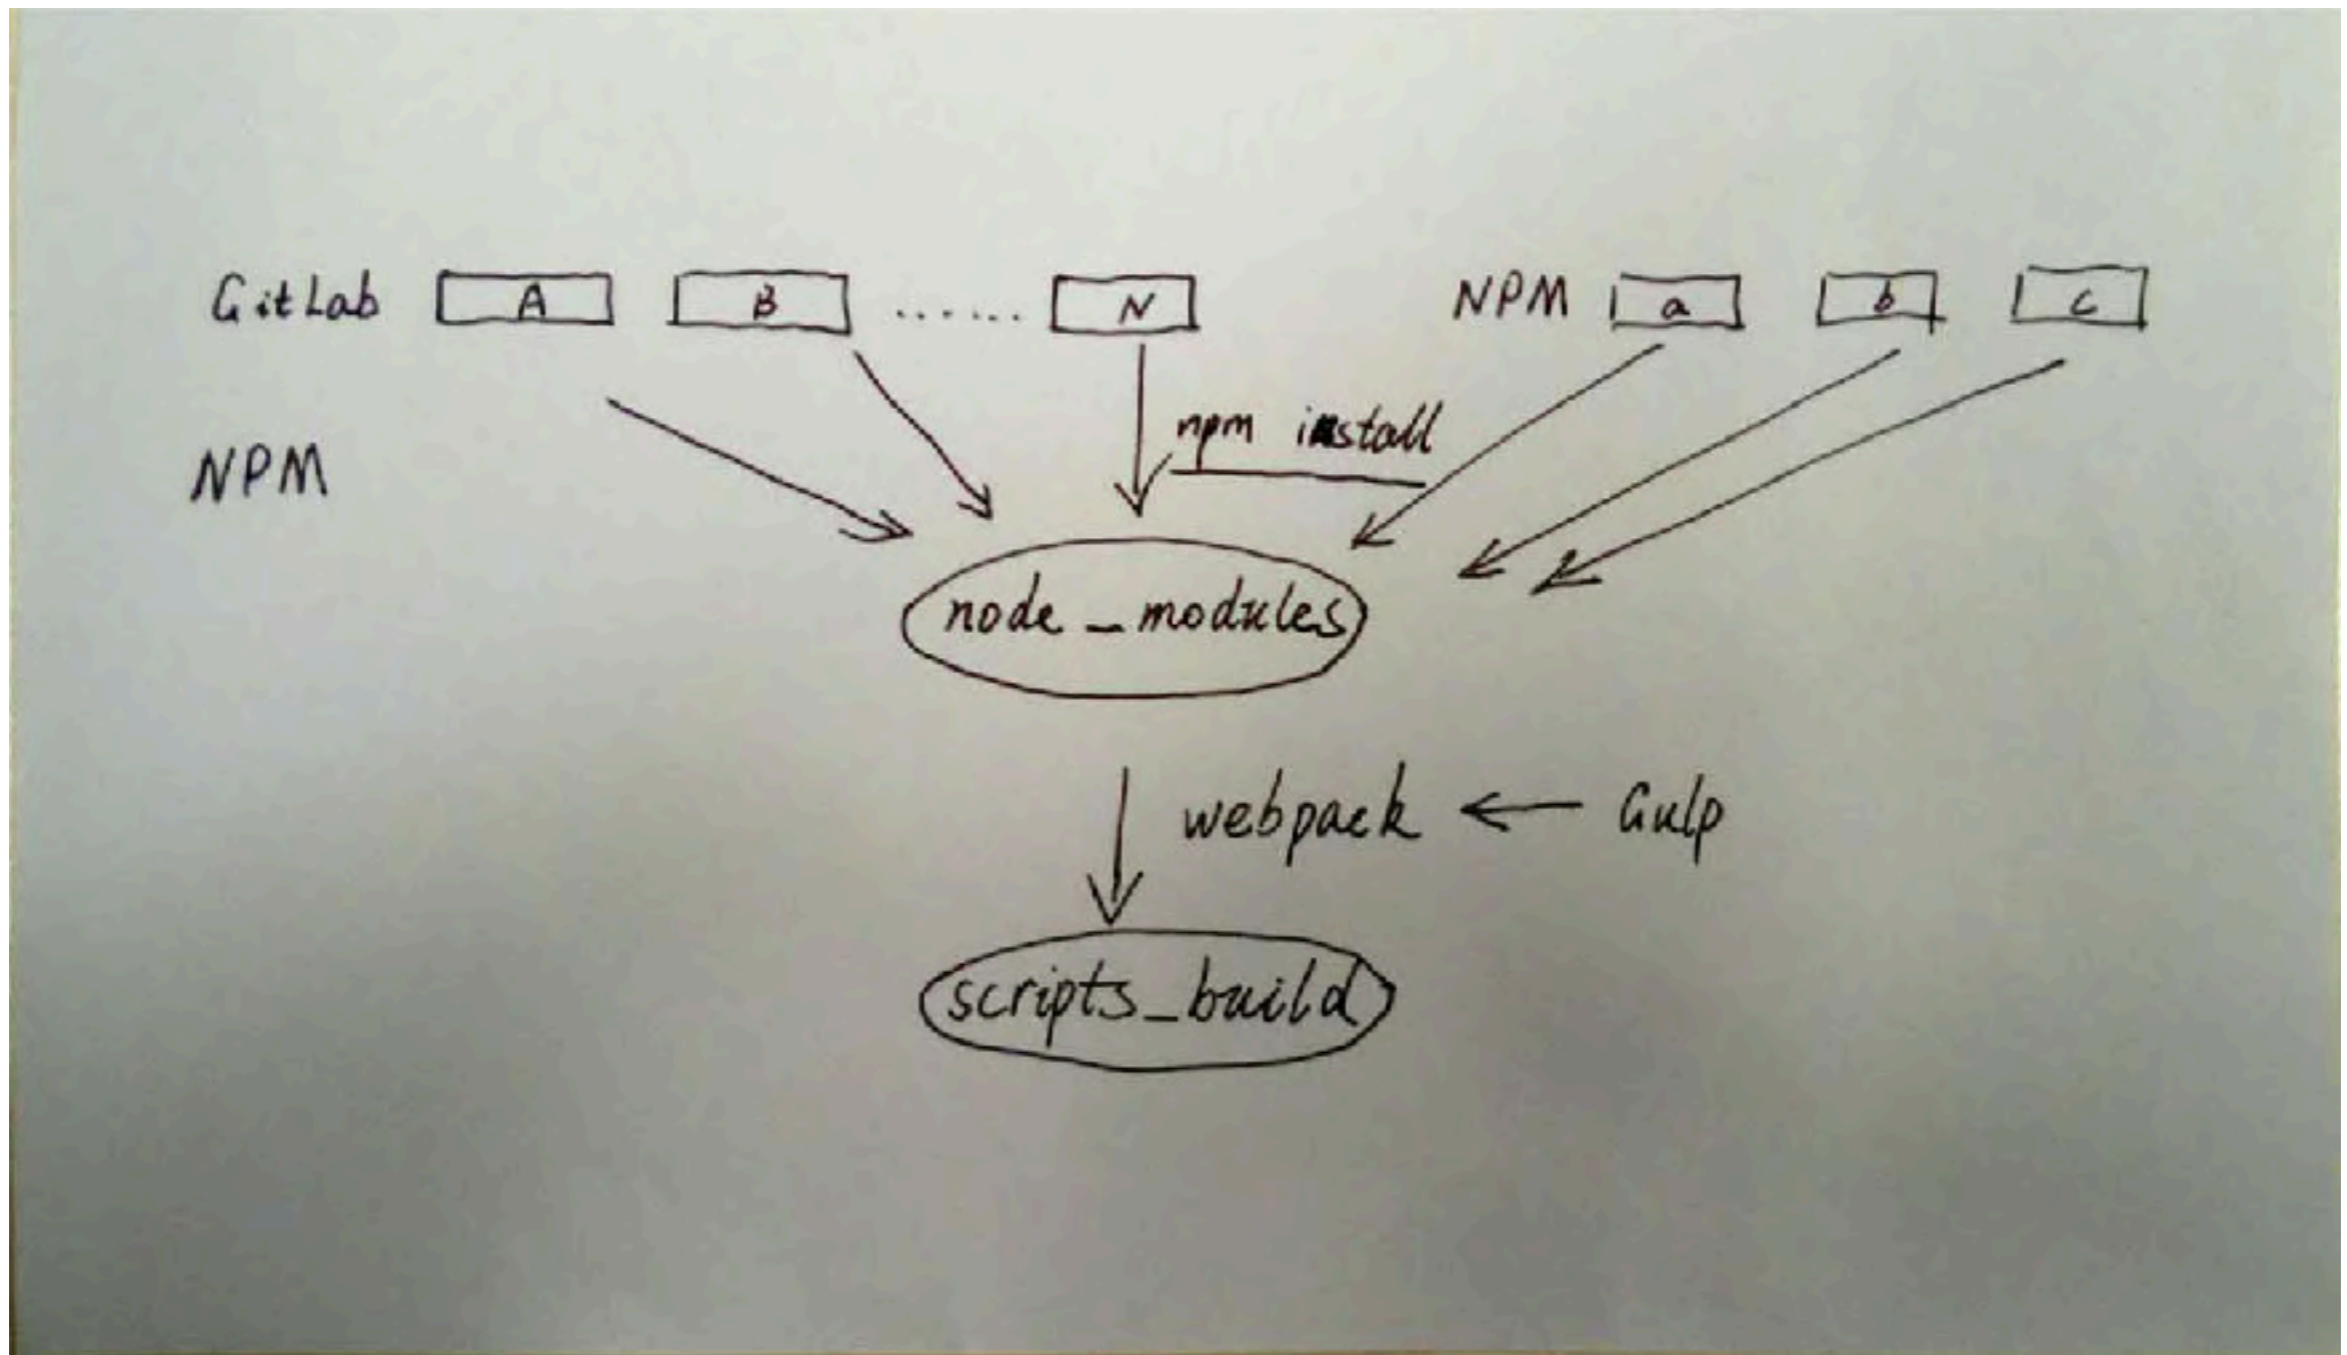 GitLab A B ...... N NPM a b c
npm install
NPM
node_modules
webpack ← Gulp
scripts_build